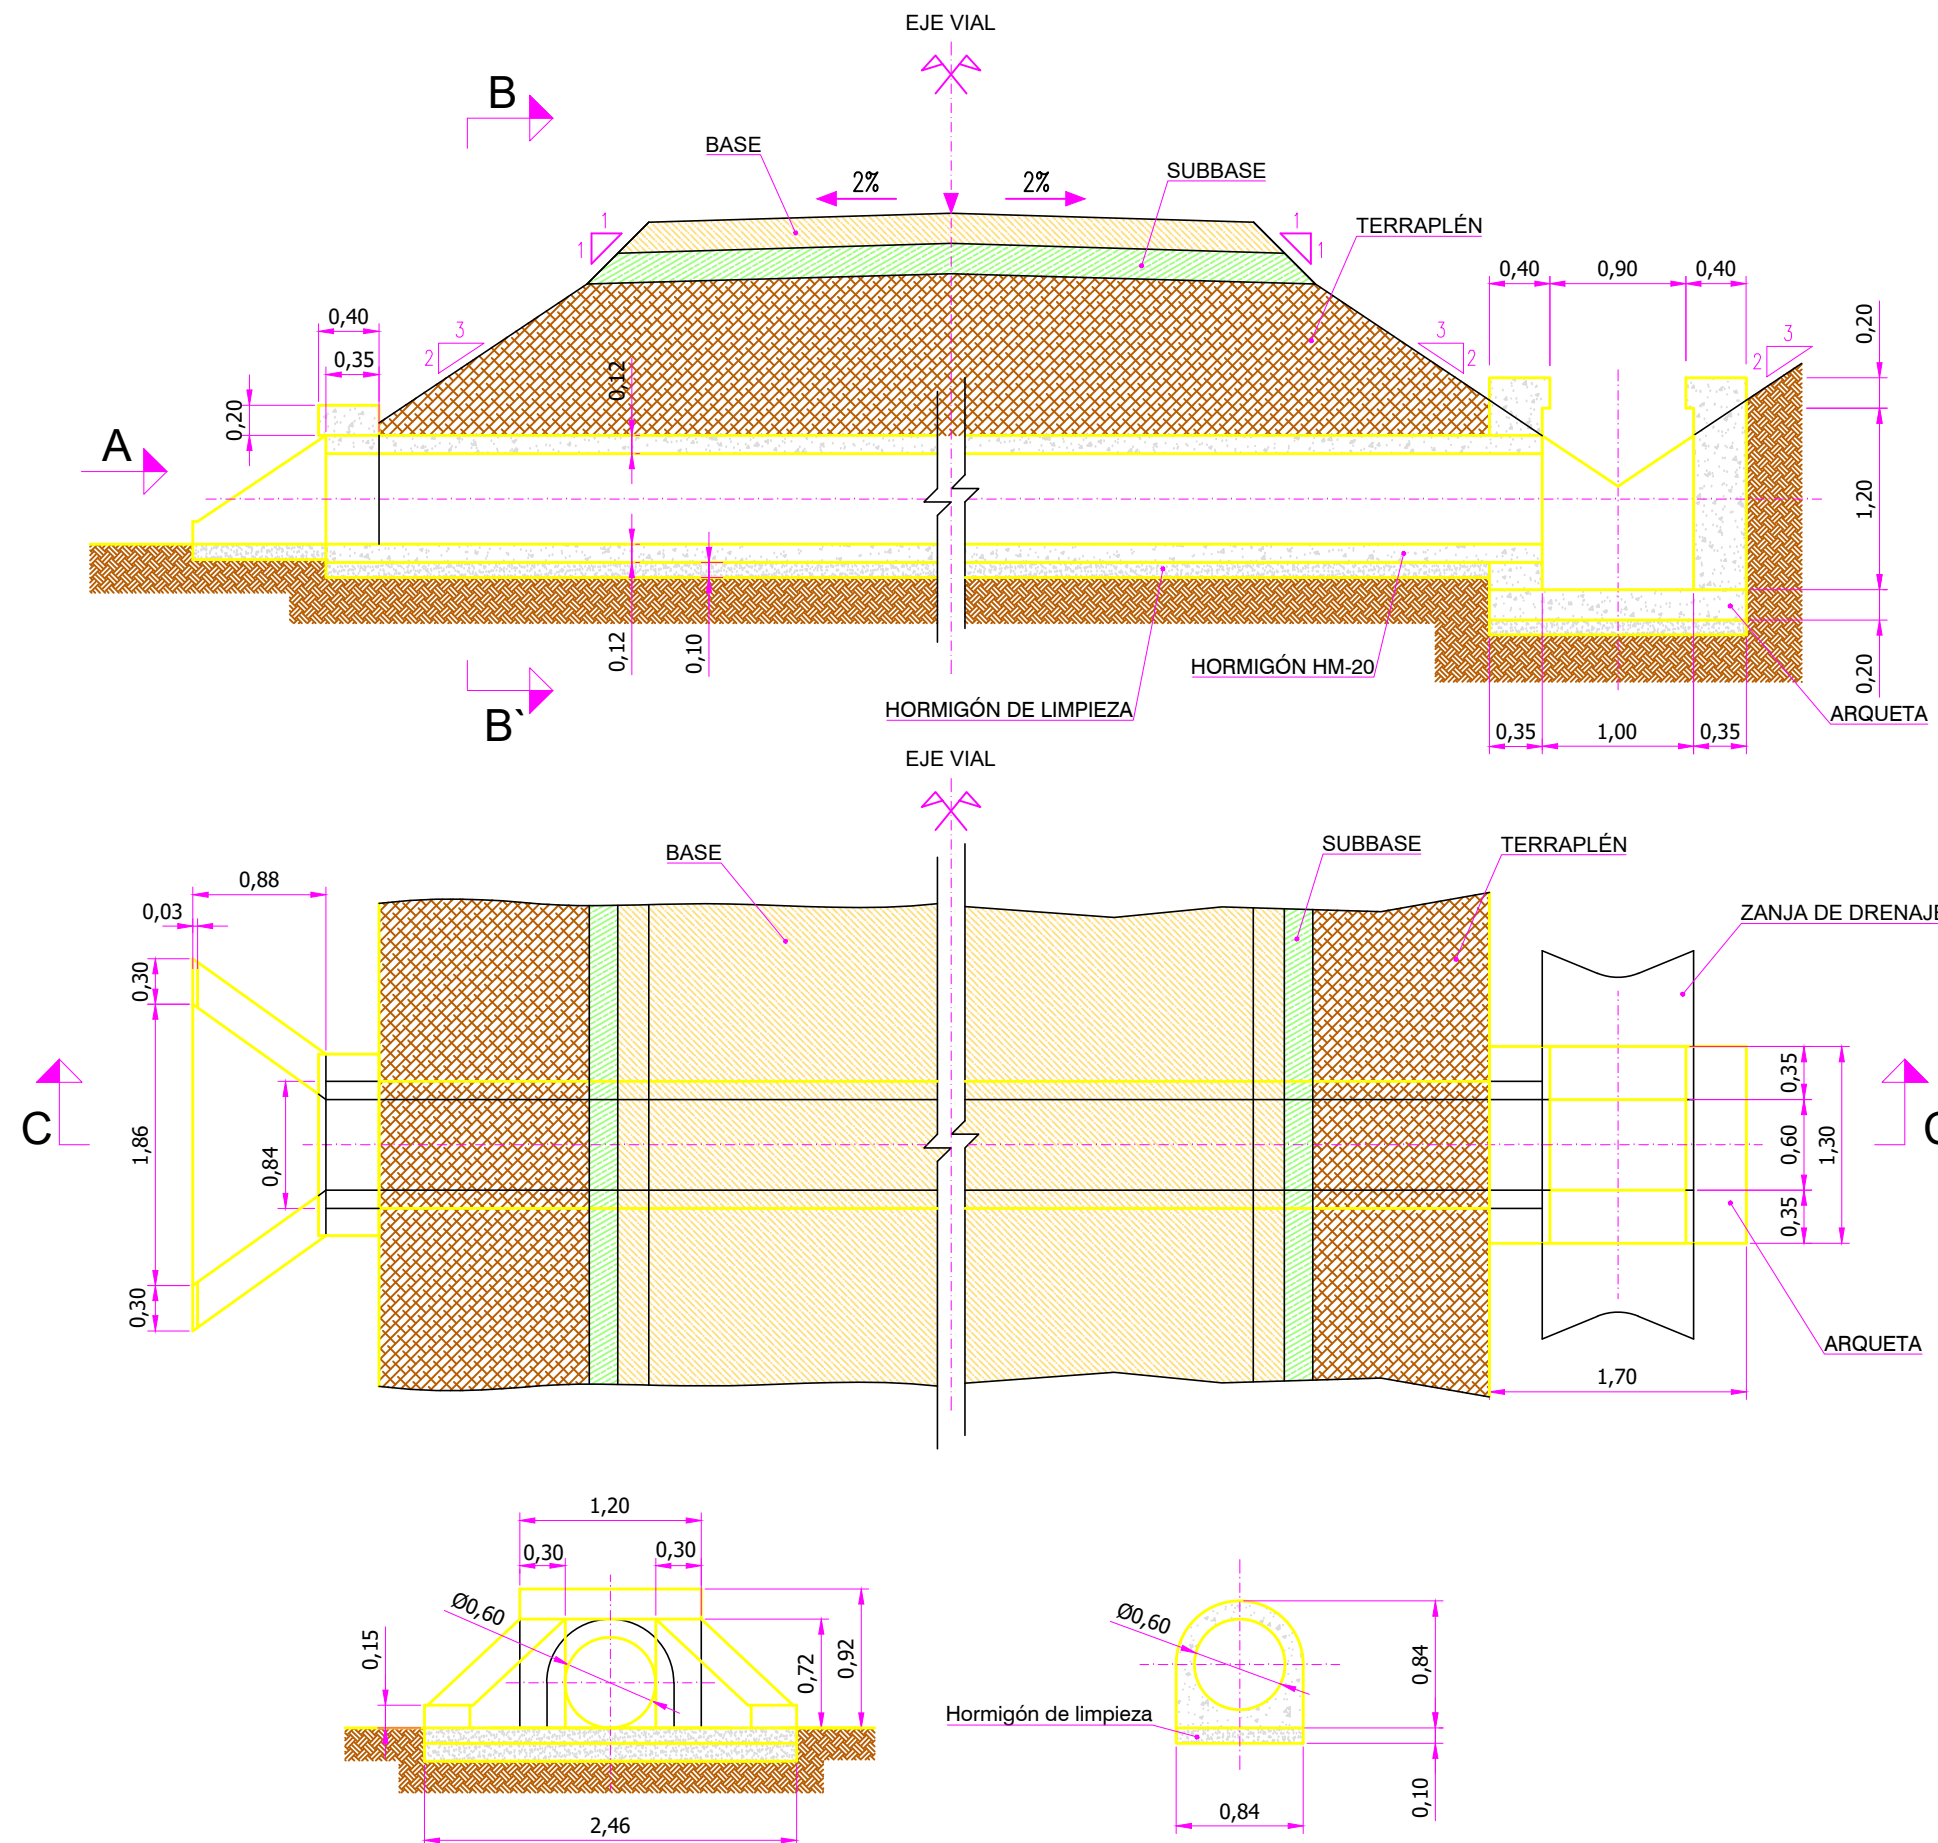 EJE VIAL
B
BASE
2%
2%
SUBBASE
1
1
1
1
TERRAPLÉN
0,40
0,90
0,40
0,20
0,40
0,35
3
2
0,12
3
2
3
2
0,20
A
1,20
0,12
0,10
HORMIGÓN HM-20
0,20
B`
HORMIGÓN DE LIMPIEZA
ARQUETA
0,35
1,00
0,35
EJE VIAL
BASE
SUBBASE
TERRAPLÉN
0,88
0,03
ZANJA DE DRENAJE
0,30
1,86
0,84
0,30
C
0,35
0,60
1,30
0,35
C
ARQUETA
1,70
1,20
0,30
0,30
Ø0,60
0,15
0,72
0,92
2,46
Ø0,60
0,84
Hormigón de limpieza
0,10
0,84